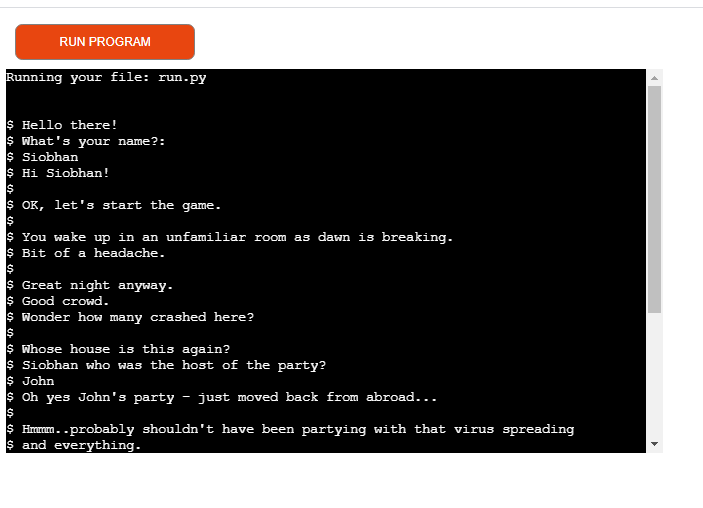 RUN PROGRAM
Running your file: run.py
$ Hello there!
$ What's your name?:
$ Siobhan
$ Hi Siobhan!
$
$ OK, let's start the game.
$
$ You wake up in an unfamiliar room as dawn is breaking.
$ Bit of a headache.
$
$ Great night anyway.
$ Good crowd.
$ Wonder how many crashed here?
$
$ Whose house is this again?
$ Siobhan who was the host of the party?
$ John
$ Oh yes John's party - just moved back from abroad...
$
$ Hmmm..probably shouldn't have been partying with that virus spreading
$ and everything.